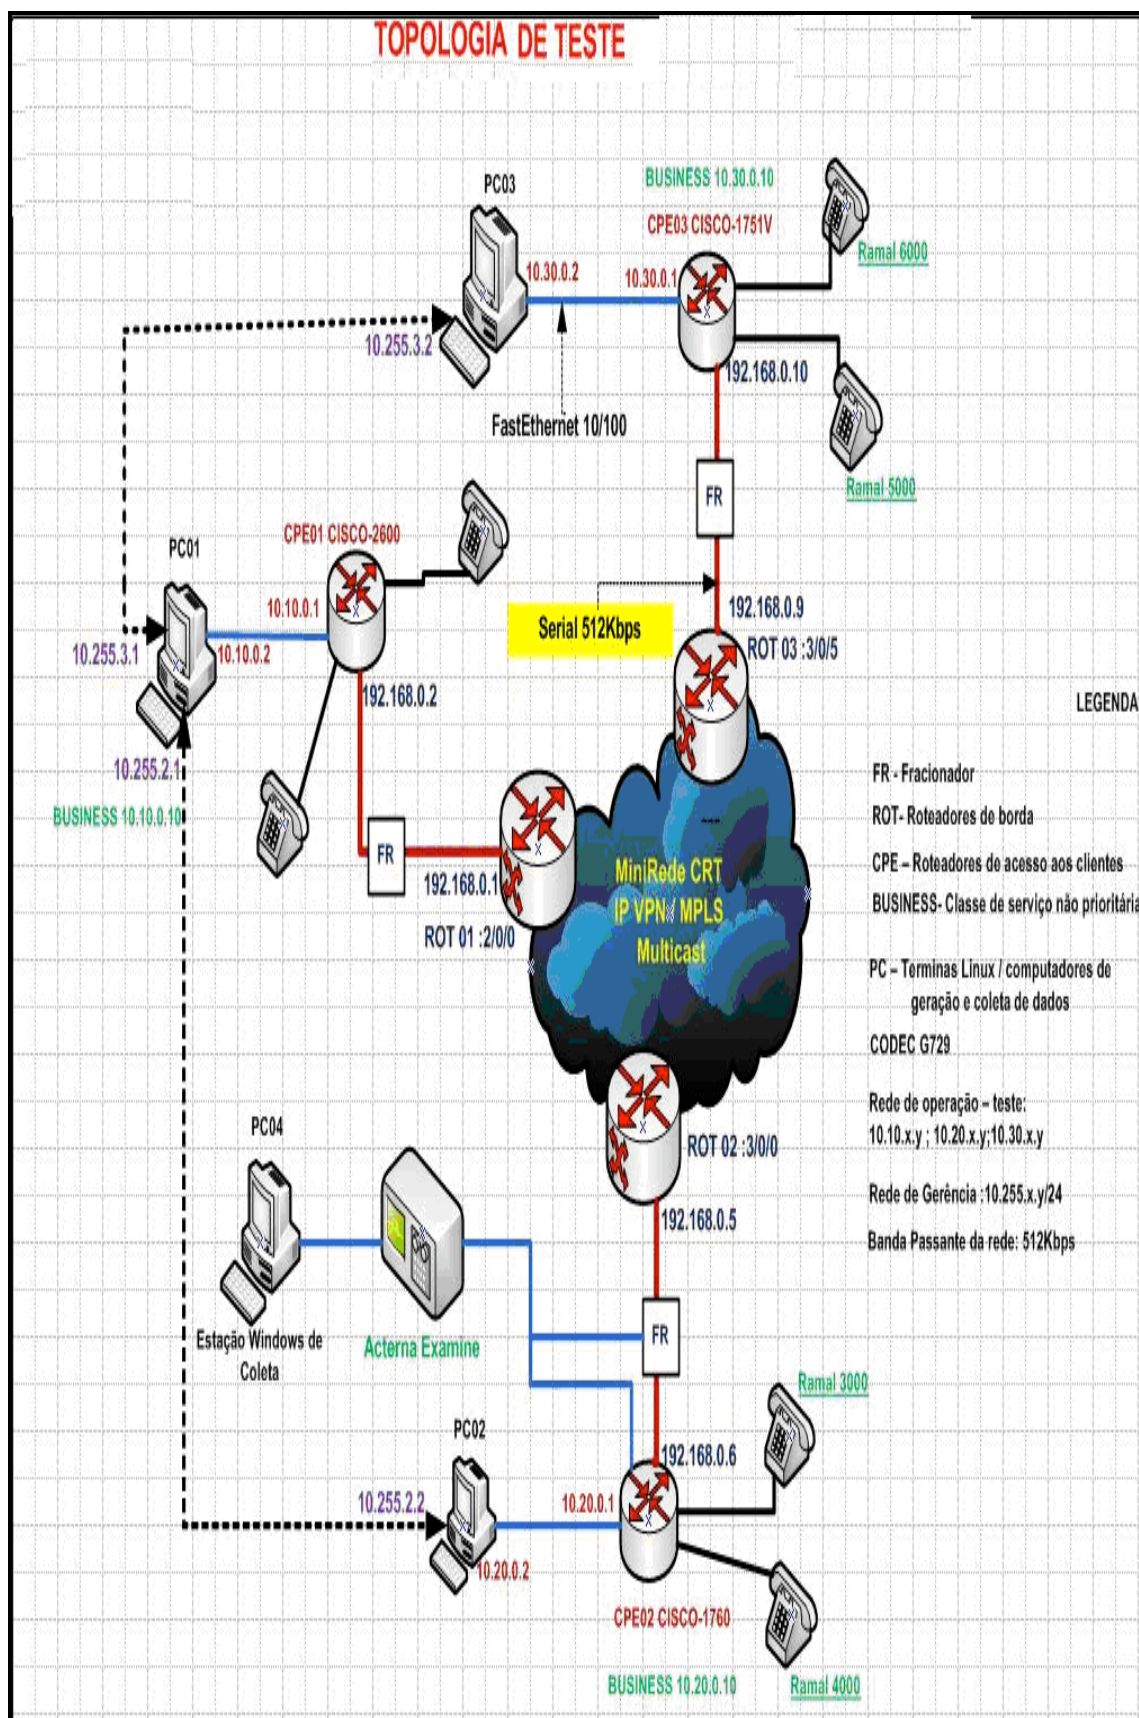 TOPOLOGIA DE TESTE
BUSINESS 10.30.0.10
PC03
CPE03 CISCO-1751V
Ramal 6000
10.30.0.2
10.30.0.1
10.255.3.2
192.168.0.10
FastEthernet 10/100
Ramal 5000
FR
CPE01 CISCO-2600
PC01
10.10.0.1
192.168.0.9
Serial 512Kbps
ROT 03 :3/0/5
10.255.3.1
10.10.0.2
192.168.0.2
LEGENDA
10.255.2.1
BUSINESS 10.10.0.10
FR - Fracionador
ROT- Roteadores de borda
FR
192.168.0.1
ROT 01 :2/0/0
MiniRede CRT
IP VPN / MPLS
Multicast
CPE – Roteadores de acesso aos clientes
BUSINESS- Classe de serviço não prioritária
PC – Terminas Linux / computadores de
geração e coleta de dados
CODEC G729
Rede de operação – teste:
10.10.x.y ; 10.20.x.y;10.30.x.y
Rede de Gerência :10.255.x.y/24
Banda Passante da rede: 512Kbps
PC04
ROT 02 :3/0/0
192.168.0.5
Estação Windows de
Coleta
Acterna Examine
FR
Ramal 3000
PC02
192.168.0.6
10.255.2.2
10.20.0.1
10.20.0.2
CPE02 CISCO-1760
BUSINESS 10.20.0.10
Ramal 4000